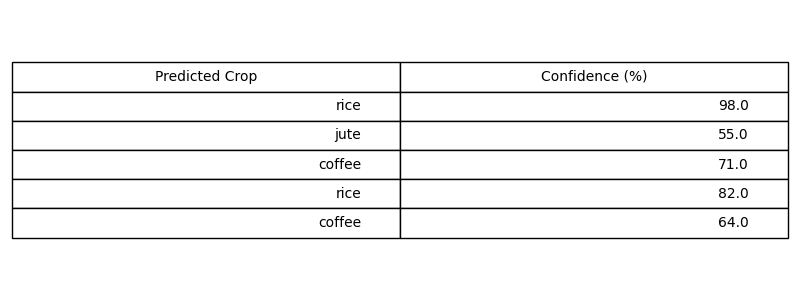 Predicted Crop Confidence (%)
rice 98.0
jute 55.0
coffee 71.0
rice 82.0
coffee 64.0